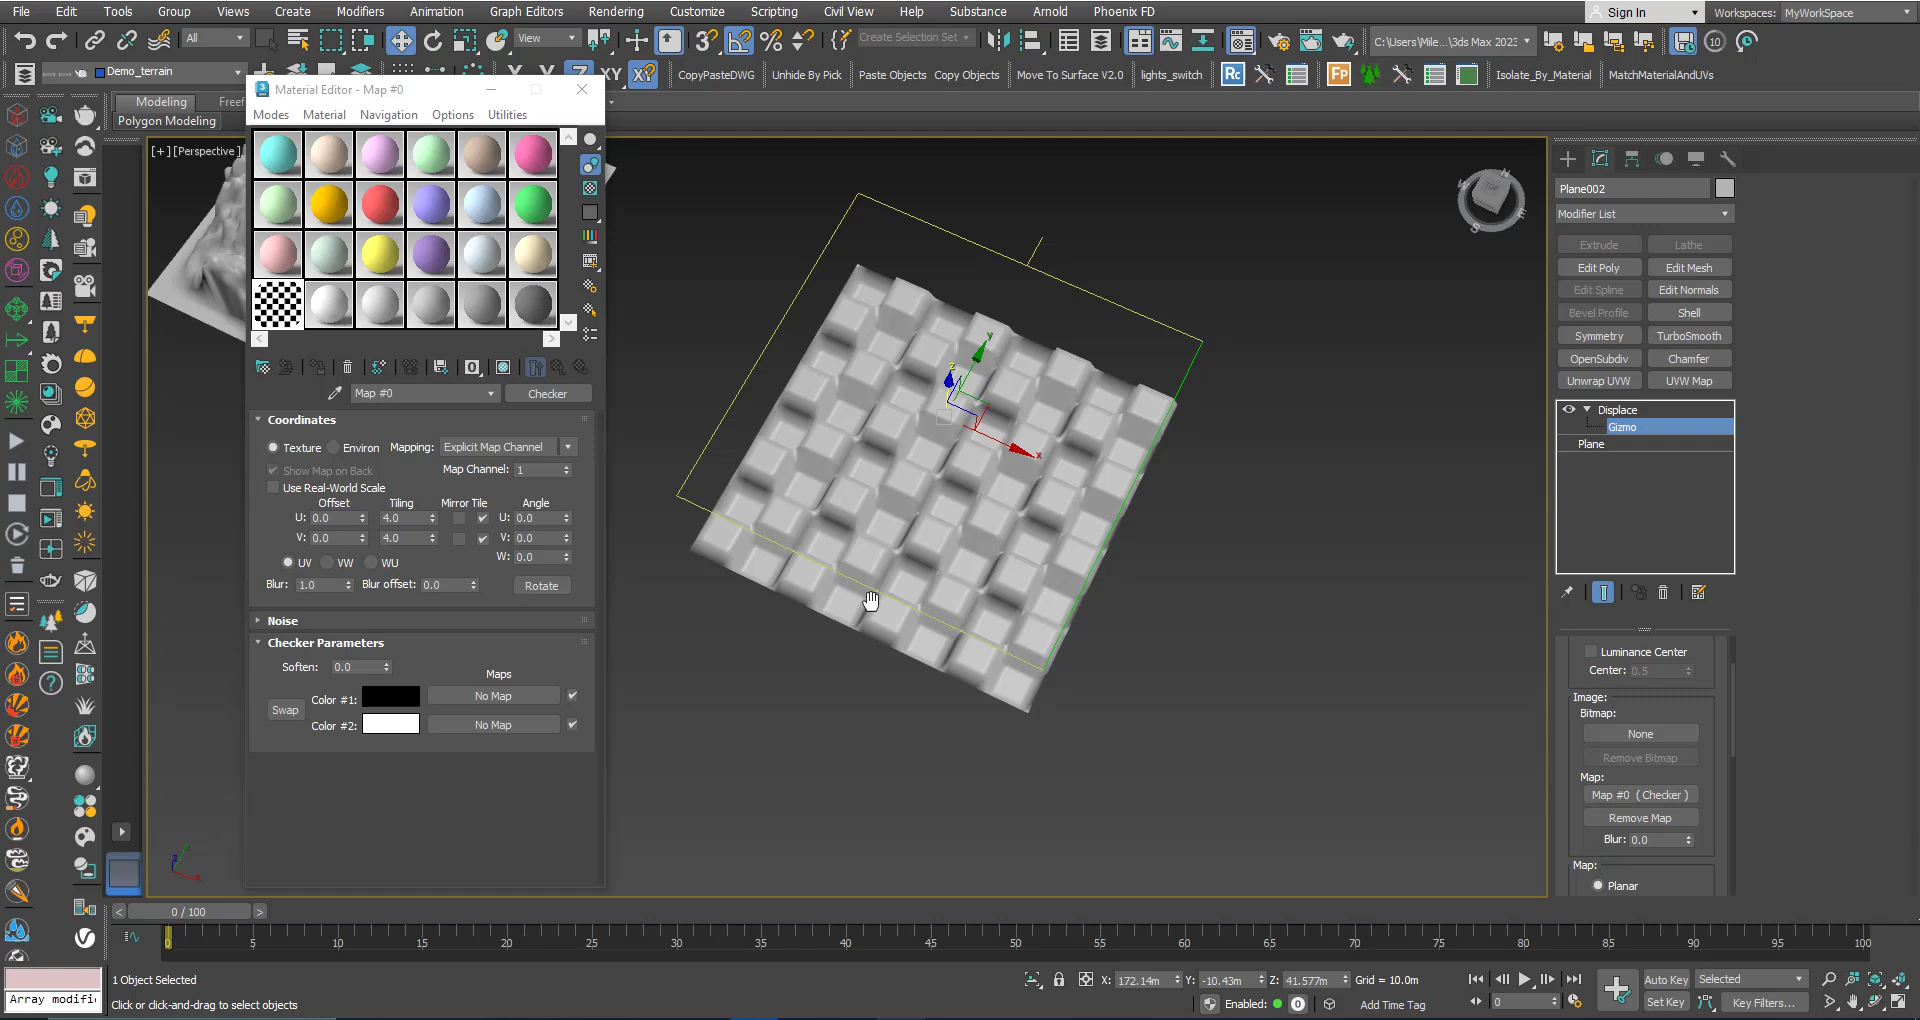 File Edit Tools Group Views Create Modifiers Animation Graph Editors Rendering Customize Scripting Civil View Help Substance Arnold Phoenix FD Sign In Workspaces: MyWorkSpace
All View Create Selection Set C:\Users\Mile...\3ds Max 2023 10
Demo_terrain XY CopyPasteDWG Unhide By Pick Paste Objects Copy Objects Move To Surface V2.0 lights_switch Rc Fp Isolate_By_Material MatchMaterialAndUVs
Modeling Freef
Polygon Modeling
Material Editor - Map #0
Modes Material Navigation Options Utilities
[+] [Perspective]
Map #0 Checker
Coordinates
Texture Environ Mapping: Explicit Map Channel
Show Map on Back Map Channel: 1
Use Real-World Scale
Offset Tiling Mirror Tile Angle
U: 0.0 4.0 U: 0.0
V: 0.0 4.0 V: 0.0
W: 0.0
UV VW WU
Blur: 1.0 Blur offset: 0.0 Rotate
Noise
Checker Parameters
Soften: 0.0
Maps
Swap Color #1: No Map
Color #2: No Map
N
W TOP E
S
z y
x
Plane002
Modifier List
Extrude Lathe
Edit Poly Edit Mesh
Edit Spline Edit Normals
Bevel Profile Shell
Symmetry TurboSmooth
OpenSubdiv Chamfer
Unwrap UVW UVW Map
Displace
Gizmo
Plane
Luminance Center
Center: 0.5
Image:
Bitmap:
None
Remove Bitmap
Map:
Map #0 ( Checker )
Remove Map
Blur: 0.0
Map:
Planar
< 0 / 100 >
0 5 10 15 20 25 30 35 40 45 50 55 60 65 70 75 80 85 90 95 100
1 Object Selected X: 172.14m Y: -10.43m Z: 41.577m Grid = 10.0m Auto Key Selected
Array modifi Click or click-and-drag to select objects Enabled: 0 Add Time Tag 0 Set Key Key Filters...